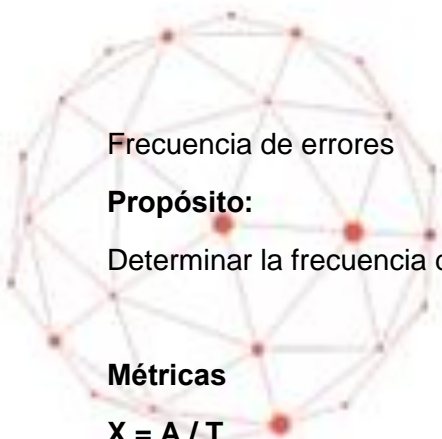 Frecuencia de errores
Propósito:
Determinar la frecuencia
Métricas
X = A / T